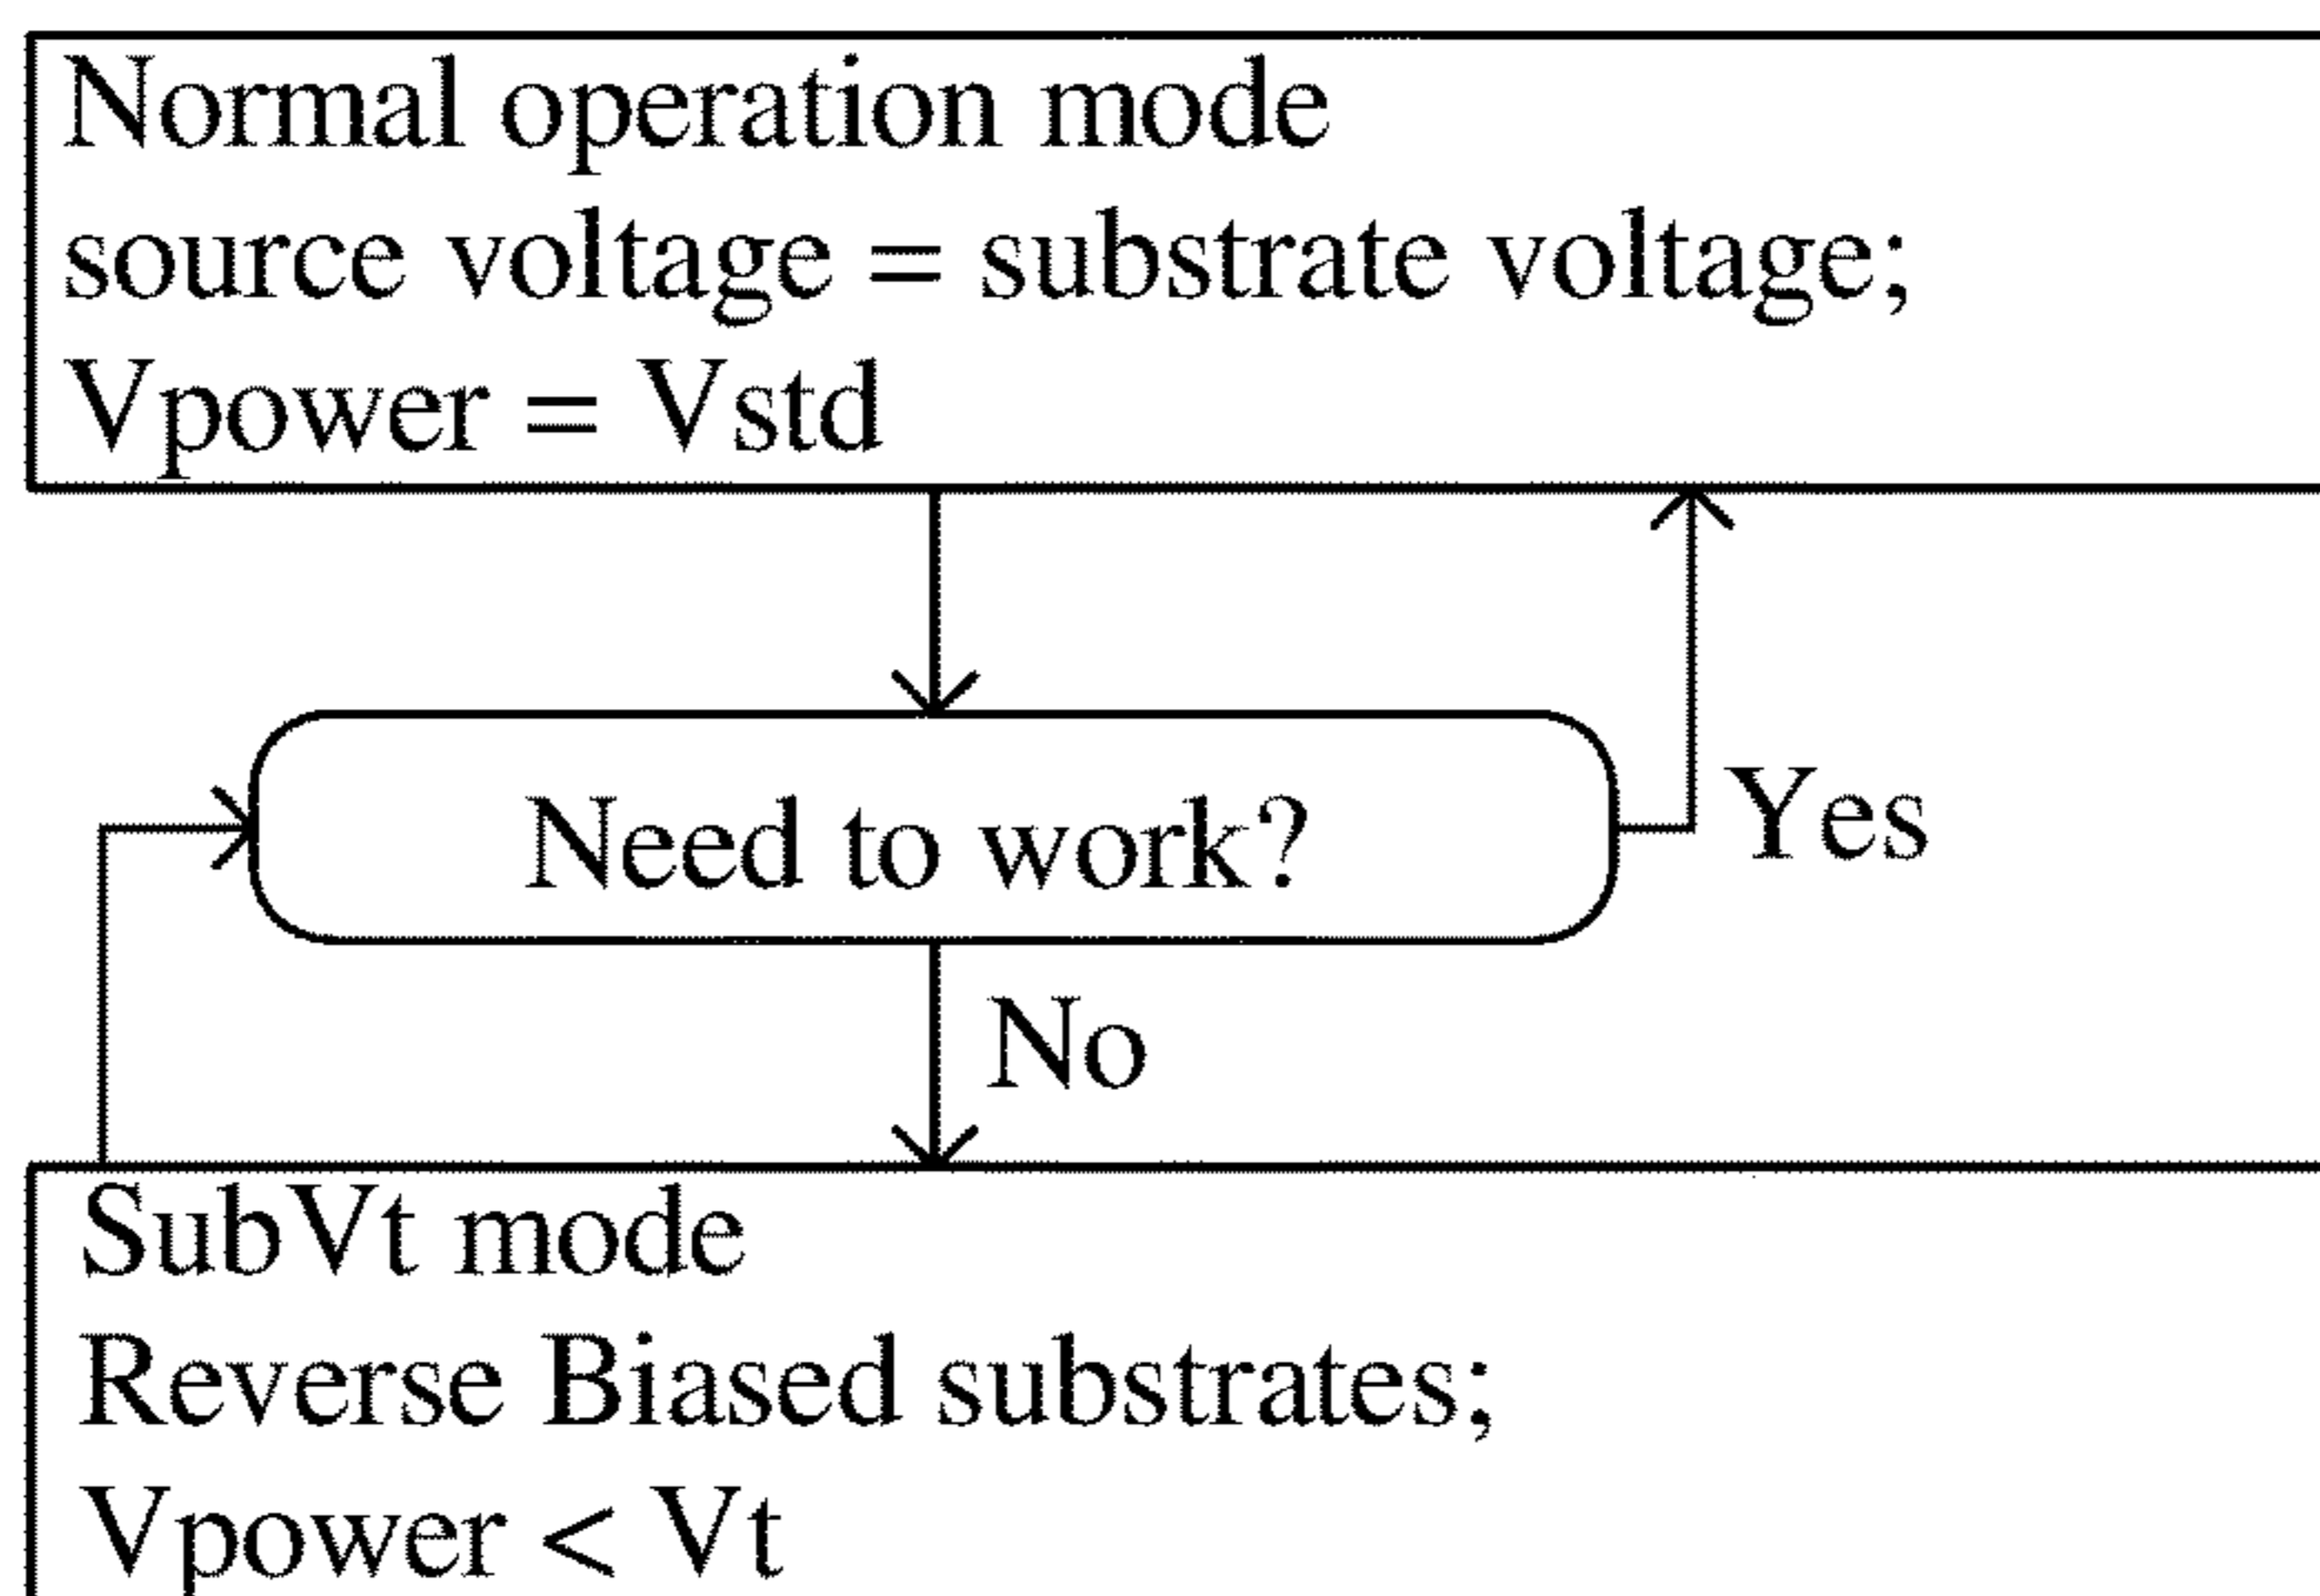 Normal operation mode
source voltage = substrate voltage;
Vpower = Vstd
Need to work?
Yes
No
SubVt mode
Reverse Biased substrates;
Vpower < Vt